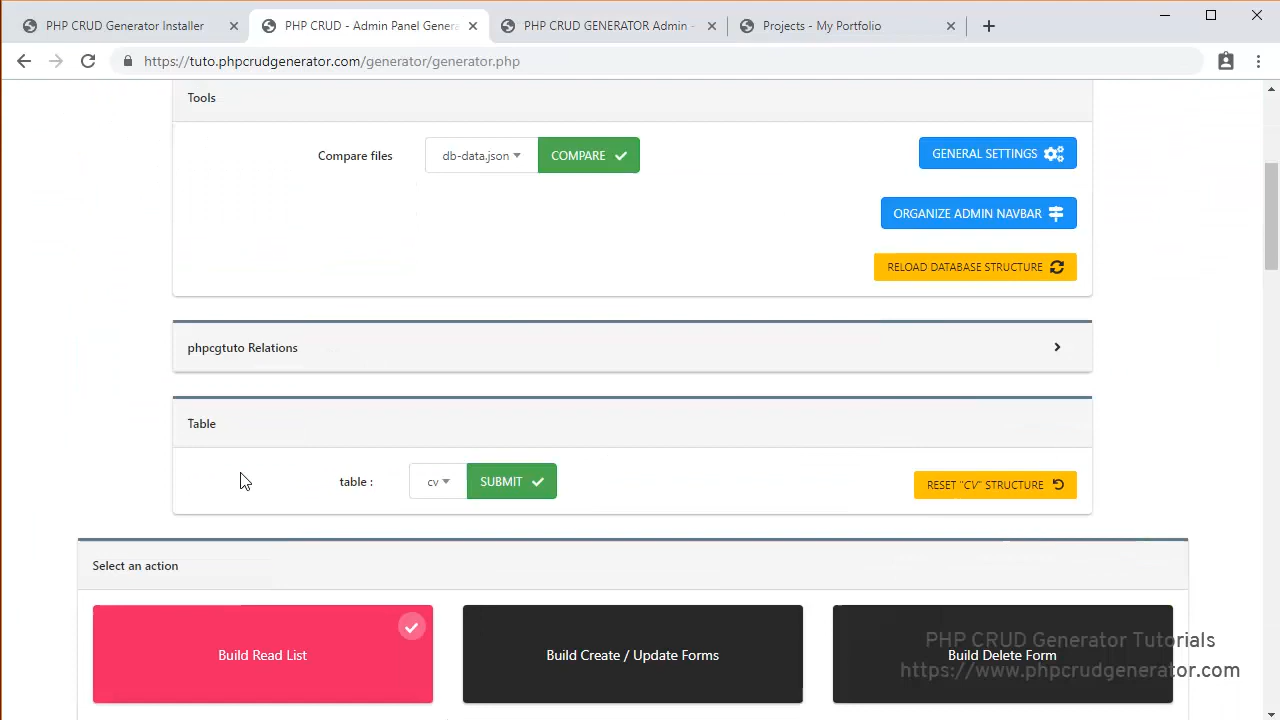 PHP CRUD Generator Installer
PHP CRUD - Admin Panel Genera
PHP CRUD GENERATOR Admin -
Projects - My Portfolio
https://tuto.phpcrudgenerator.com/generator/generator.php
Tools
Compare files
db-data.json
COMPARE
GENERAL SETTINGS
ORGANIZE ADMIN NAVBAR
RELOAD DATABASE STRUCTURE
phpcgtuto Relations
Table
table :
cv
SUBMIT
RESET "CV" STRUCTURE
Select an action
Build Read List
Build Create / Update Forms
Build Delete Form
PHP CRUD Generator Tutorials
https://www.phpcrudgenerator.com